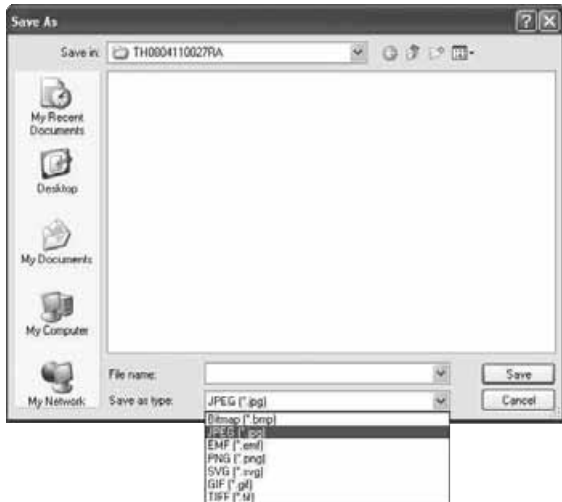 Save As
Save in: TH0804110027RA
My Recent
Documents
Desktop
My Documents
My Computer
My Network
File name:
Save
Save as type:
JPEG (*.jpg)
Cancel
Bitmap (*.bmp)
JPEG (*.jpg)
EMF (*.emf)
PNG (*.png)
SVG (*.svg)
GIF (*.gif)
TIFF (*.tif)